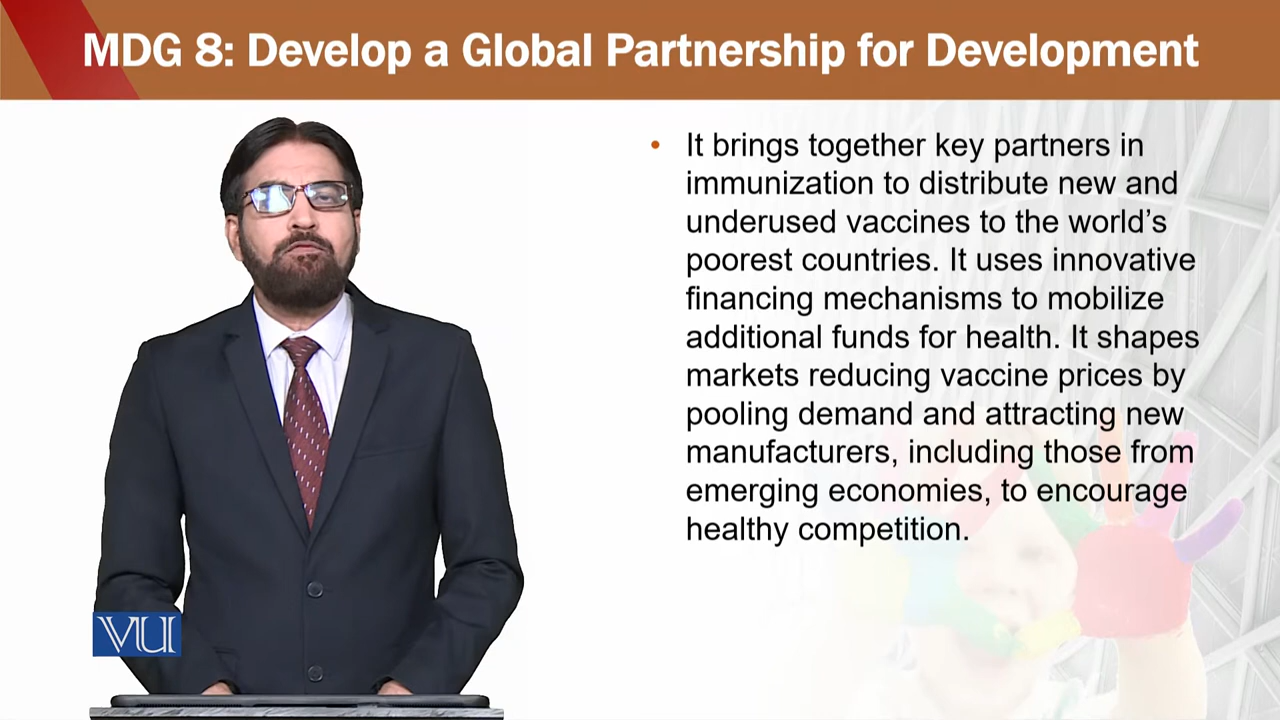 MDG 8: Develop a Global Partnership for Development
• It brings together key partners in
immunization to distribute new and
underused vaccines to the world’s
poorest countries. It uses innovative
financing mechanisms to mobilize
additional funds for health. It shapes
markets reducing vaccine prices by
pooling demand and attracting new
manufacturers, including those from
emerging economies, to encourage
healthy competition.
VU